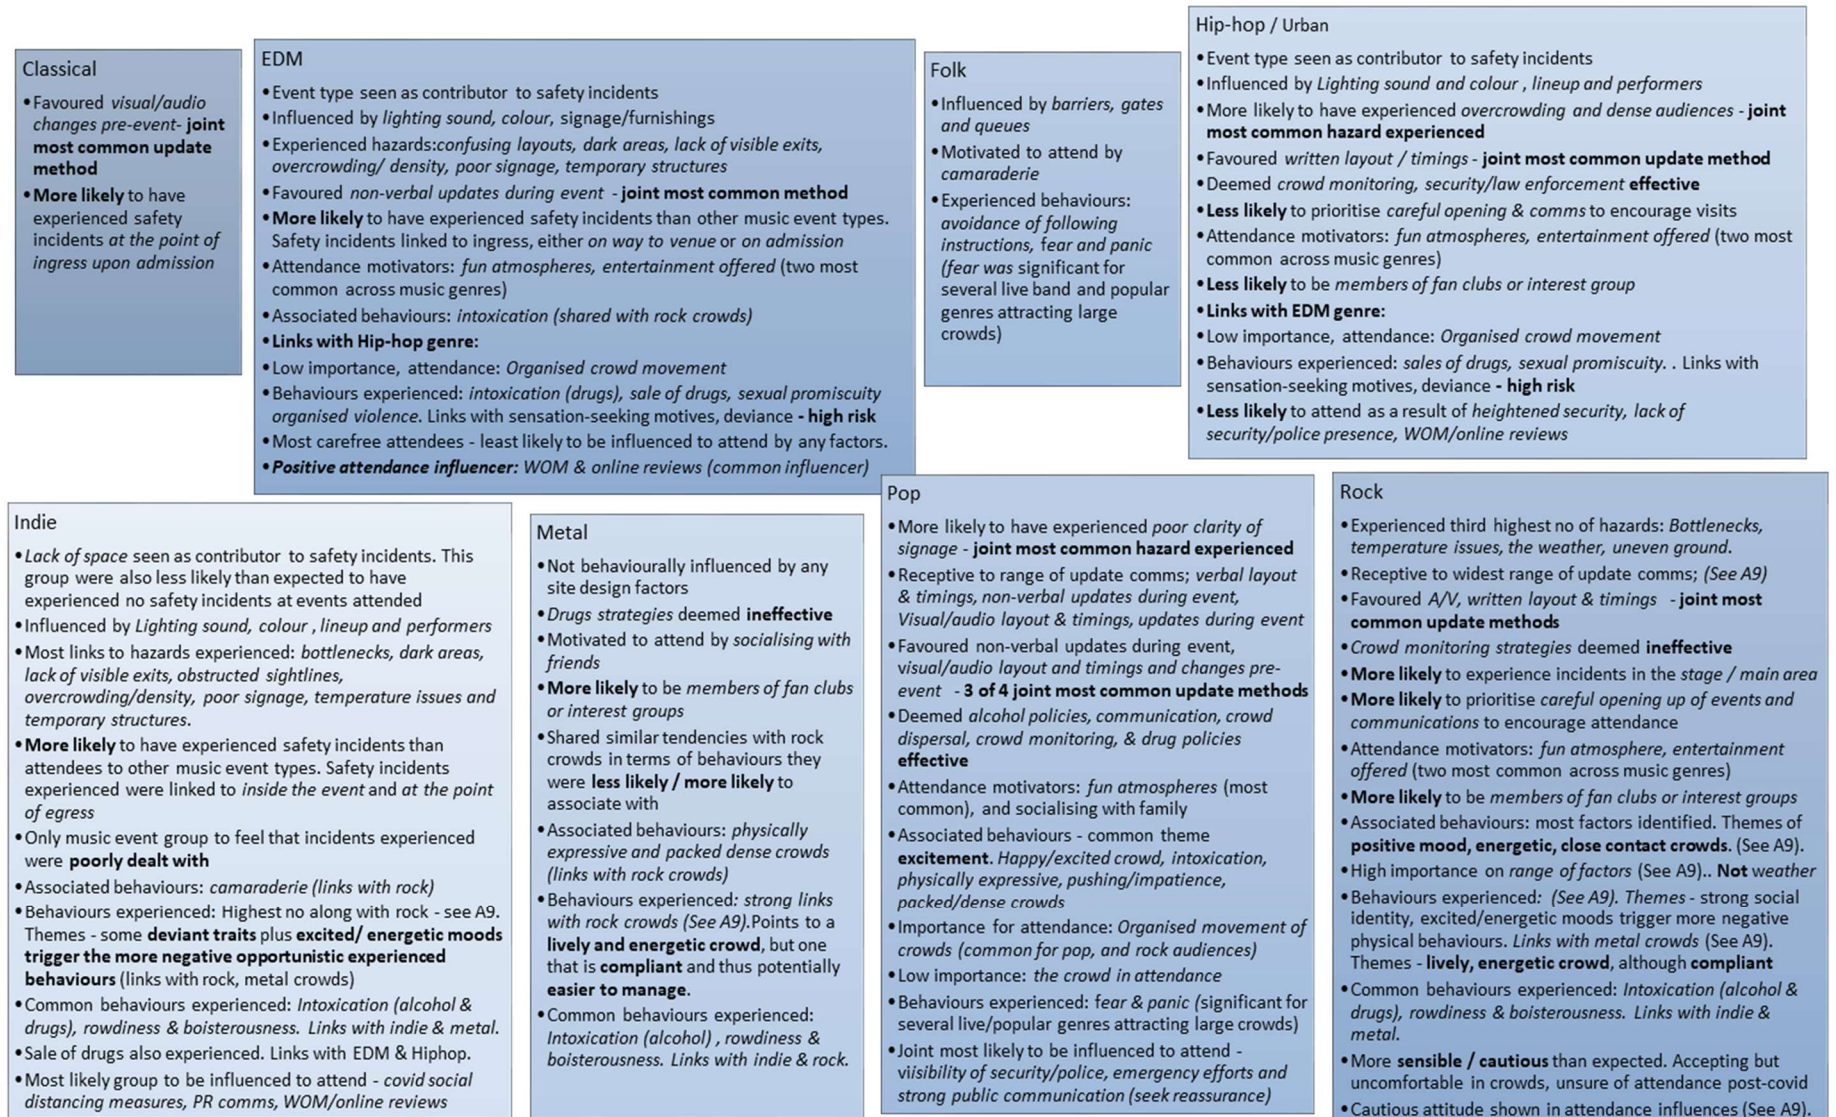 Classical
•Favoured visual/audio
changes pre-event- joint
most common update
method
•More likely to have
experienced safety
incidents at the point of
ingress upon admission
EDM
•Event type seen as contributor to safety incidents
•Influenced by lighting sound, colour, signage/furnishings
•Experienced hazards:confusing layouts, dark areas, lack of visible exits,
overcrowding/ density, poor signage, temporary structures
•Favoured non-verbal updates during event - joint most common method
•More likely to have experienced safety incidents than other music event types.
Safety incidents linked to ingress, either on way to venue or on admission
•Attendance motivators: fun atmospheres, entertainment offered (two most
common across music genres)
•Associated behaviours: intoxication (shared with rock crowds)
•Links with Hip-hop genre:
•Low importance, attendance: Organised crowd movement
•Behaviours experienced: intoxication (drugs), sale of drugs, sexual promiscuity
organised violence. Links with sensation-seeking motives, deviance - high risk
•Most carefree attendees - least likely to be influenced to attend by any factors.
•Positive attendance influencer: WOM & online reviews (common influencer)
Folk
•Influenced by barriers, gates
and queues
•Motivated to attend by
camaraderie
•Experienced behaviours:
avoidance of following
instructions, fear and panic
(fear was significant for
several live band and popular
genres attracting large
crowds)
Hip-hop / Urban
•Event type seen as contributor to safety incidents
•Influenced by Lighting sound and colour , lineup and performers
•More likely to have experienced overcrowding and dense audiences - joint
most common hazard experienced
•Favoured written layout / timings - joint most common update method
•Deemed crowd monitoring, security/law enforcement effective
•Less likely to prioritise careful opening & comms to encourage visits
•Attendance motivators: fun atmospheres, entertainment offered (two most
common across music genres)
•Less likely to be members of fan clubs or interest group
•Links with EDM genre:
•Low importance, attendance: Organised crowd movement
•Behaviours experienced: sales of drugs, sexual promiscuity. . Links with
sensation-seeking motives, deviance - high risk
•Less likely to attend as a result of heightened security, lack of
security/police presence, WOM/online reviews
Indie
•Lack of space seen as contributor to safety incidents. This
group were also less likely than expected to have
experienced no safety incidents at events attended
•Influenced by Lighting sound, colour , lineup and performers
•Most links to hazards experienced: bottlenecks, dark areas,
lack of visible exits, obstructed sightlines,
overcrowding/density, poor signage, temperature issues and
temporary structures.
•More likely to have experienced safety incidents than
attendees to other music event types. Safety incidents
experienced were linked to inside the event and at the point
of egress
•Only music event group to feel that incidents experienced
were poorly dealt with
•Associated behaviours: camaraderie (links with rock)
•Behaviours experienced: Highest no along with rock - see A9.
Themes - some deviant traits plus excited/ energetic moods
trigger the more negative opportunistic experienced
behaviours (links with rock, metal crowds)
•Common behaviours experienced: Intoxication (alcohol &
drugs), rowdiness & boisterousness. Links with indie & metal.
•Sale of drugs also experienced. Links with EDM & Hiphop.
•Most likely group to be influenced to attend - covid social
distancing measures, PR comms, WOM/online reviews
Metal
•Not behaviourally influenced by any
site design factors
•Drugs strategies deemed ineffective
•Motivated to attend by socialising with
friends
•More likely to be members of fan clubs
or interest groups
•Shared similar tendencies with rock
crowds in terms of behaviours they
were less likely / more likely to
associate with
•Associated behaviours: physically
expressive and packed dense crowds
(links with rock crowds)
•Behaviours experienced: strong links
with rock crowds (See A9).Points to a
lively and energetic crowd, but one
that is compliant and thus potentially
easier to manage.
•Common behaviours experienced:
Intoxication (alcohol) , rowdiness &
boisterousness. Links with indie & rock.
Pop
•More likely to have experienced poor clarity of
signage - joint most common hazard experienced
•Receptive to range of update comms; verbal layout
& timings, non-verbal updates during event,
Visual/audio layout & timings, updates during event
•Favoured non-verbal updates during event,
visual/audio layout and timings and changes pre-
event - 3 of 4 joint most common update methods
•Deemed alcohol policies, communication, crowd
dispersal, crowd monitoring, & drug policies
effective
•Attendance motivators: fun atmospheres (most
common), and socialising with family
•Associated behaviours - common theme
excitement. Happy/excited crowd, intoxication,
physically expressive, pushing/impatience,
packed/dense crowds
•Importance for attendance: Organised movement of
crowds (common for pop, and rock audiences)
•Low importance: the crowd in attendance
•Behaviours experienced: fear & panic (significant for
several live/popular genres attracting large crowds)
•Joint most likely to be influenced to attend -
viisibility of security/police, emergency efforts and
strong public communication (seek reassurance)
Rock
•Experienced third highest no of hazards: Bottlenecks,
temperature issues, the weather, uneven ground.
•Receptive to widest range of update comms; (See A9)
•Favoured A/V, written layout & timings - joint most
common update methods
•Crowd monitoring strategies deemed ineffective
•More likely to experience incidents in the stage / main area
•More likely to prioritise careful opening up of events and
communications to encourage attendance
•Attendance motivators: fun atmosphere, entertainment
offered (two most common across music genres)
•More likely to be members of fan clubs or interest groups
•Associated behaviours: most factors identified. Themes of
positive mood, energetic, close contact crowds. (See A9).
•High importance on range of factors (See A9).. Not weather
•Behaviours experienced: (See A9). Themes - strong social
identity, excited/energetic moods trigger more negative
physical behaviours. Links with metal crowds (See A9).
Themes - lively, energetic crowd, although compliant
•Common behaviours experienced: Intoxication (alcohol &
drugs), rowdiness & boisterousness. Links with indie &
metal.
•More sensible / cautious than expected. Accepting but
uncomfortable in crowds, unsure of attendance post-covid
•Cautious attitude shown in attendance influences (See A9).